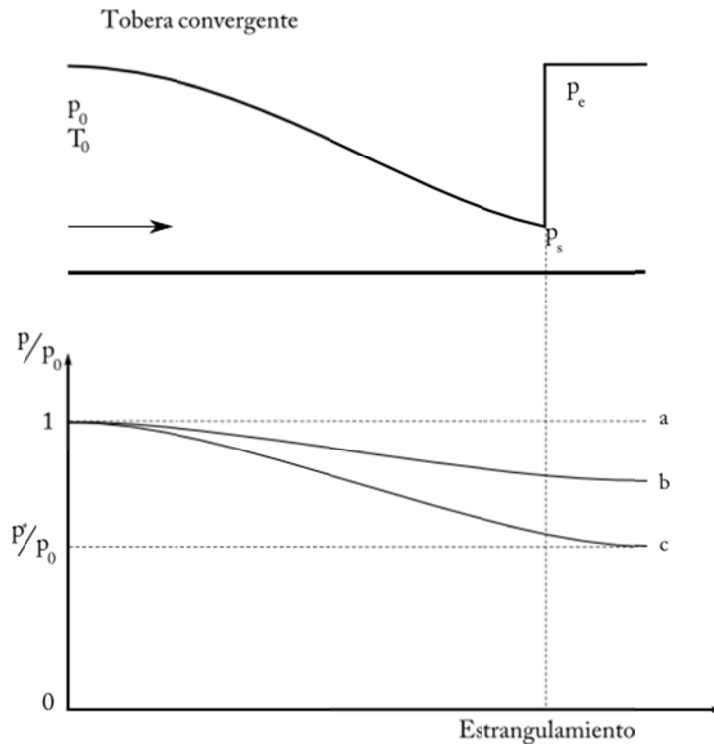 Tobera convergente
p₀
T₀
pₑ
pₛ
p/p₀
1
a
b
p*/p₀
c
0
Estrangulamiento